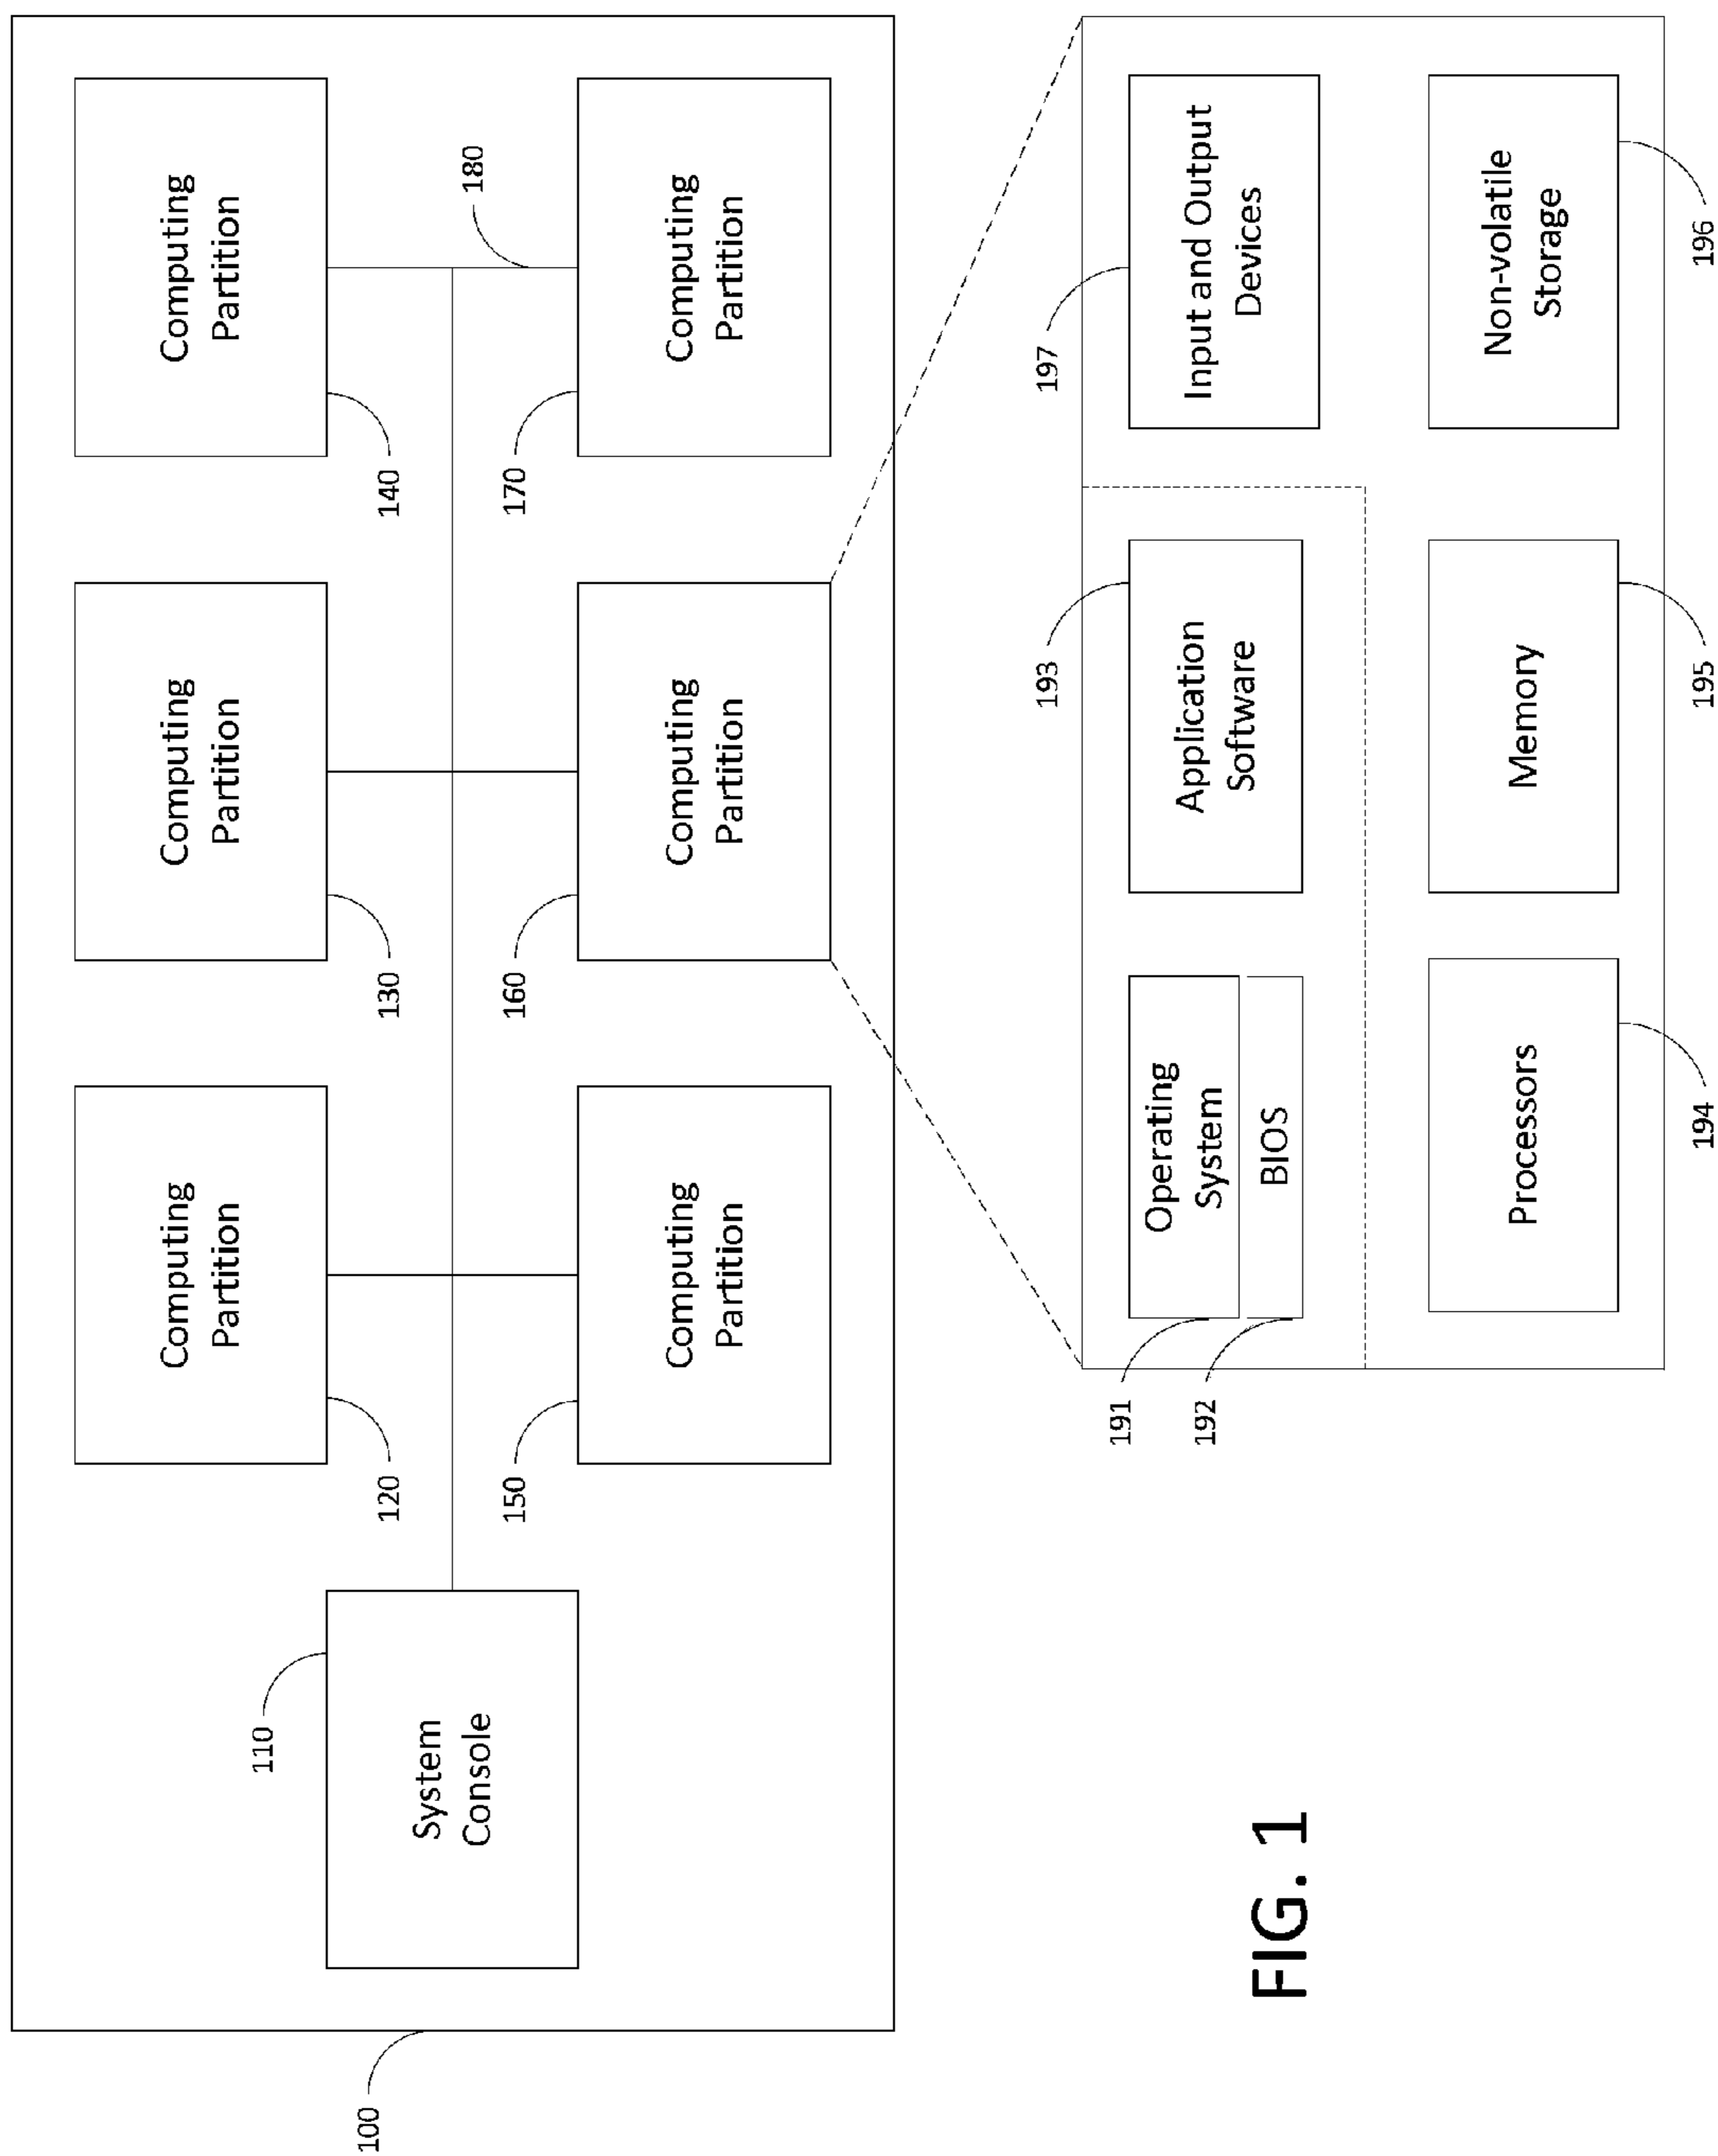 100
110
System
Console
120
Computing
Partition
130
Computing
Partition
140
Computing
Partition
150
Computing
Partition
160
Computing
Partition
170
Computing
Partition
180
191
Operating
System
192
BIOS
193
Application
Software
197
Input and Output
Devices
Processors
194
Memory
195
Non-volatile
Storage
196
FIG. 1